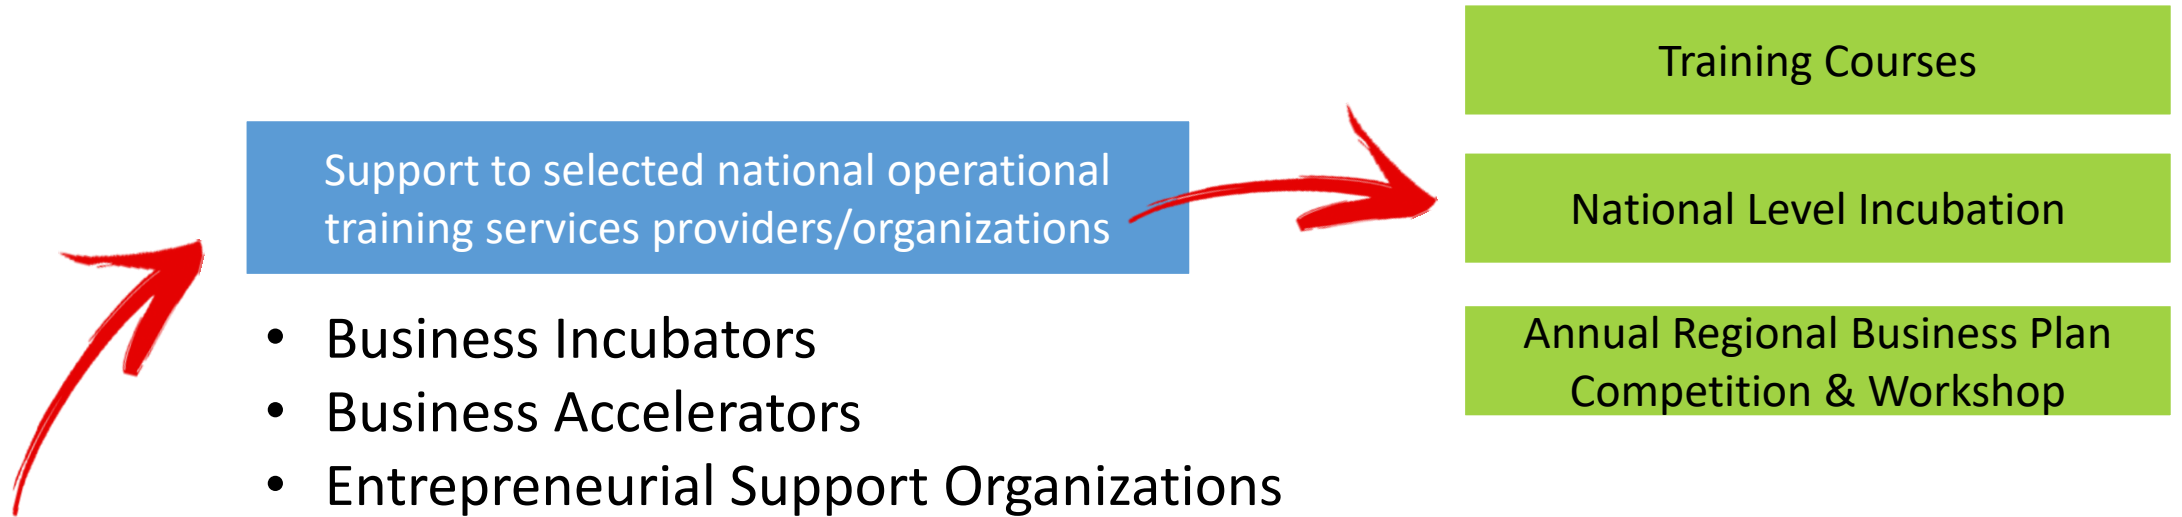 Support to selected national operational
training services providers/organizations
• Business Incubators
• Business Accelerators
• Entrepreneurial Support Organizations
Training Courses
National Level Incubation
Annual Regional Business Plan
Competition & Workshop